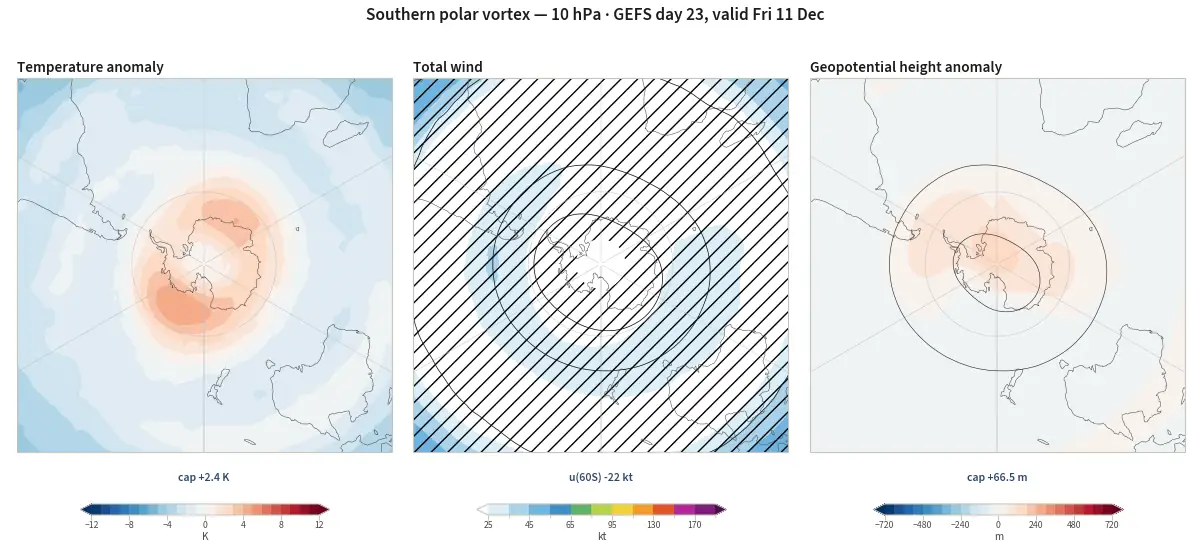 Southern polar vortex — 10 hPa · GEFS day 23, valid Fri 11 Dec
Temperature anomaly
Total wind
Geopotential height anomaly
cap +2.4 K
u(60S) -22 kt
cap +66.5 m
−12 −8 −4 0 4 8 12
K
25 45 65 95 130 170
kt
−720 −480 −240 0 240 480 720
m